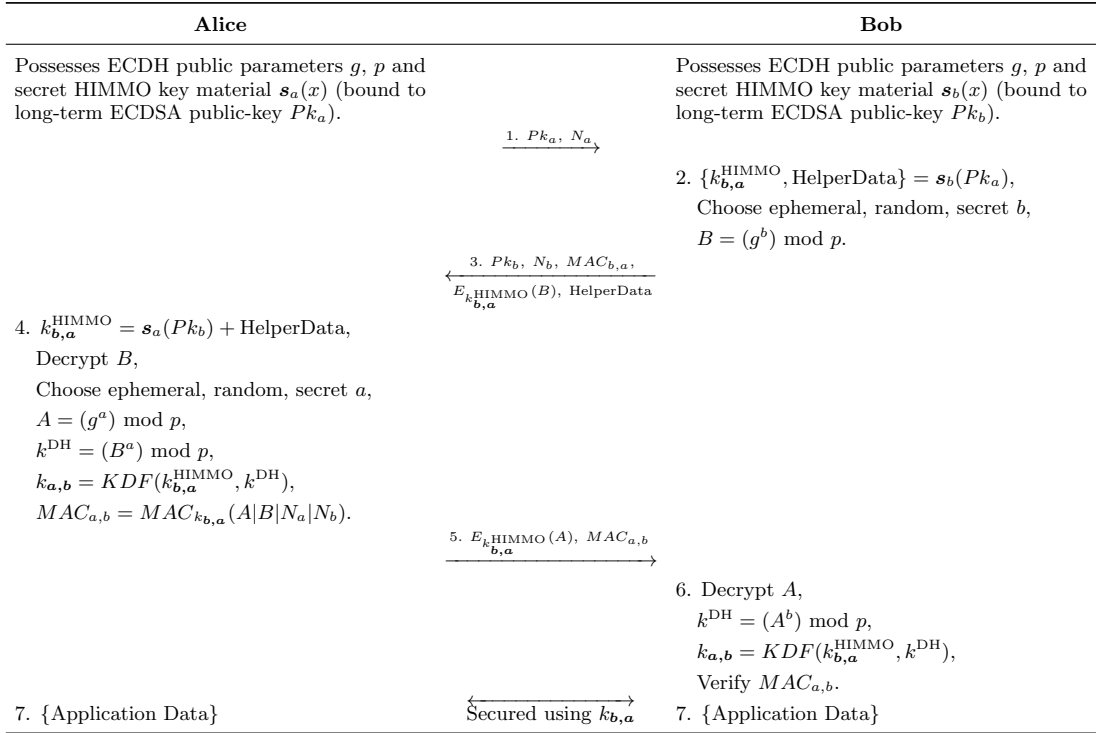 Alice
Bob
Possesses ECDH public parameters g, p and
secret HIMMO key material s_a(x) (bound to
long-term ECDSA public-key Pk_a).
Possesses ECDH public parameters g, p and
secret HIMMO key material s_b(x) (bound to
long-term ECDSA public-key Pk_b).
1. Pk_a, N_a
2. {k_{b,a}^{HIMMO}, HelperData} = s_b(Pk_a),
Choose ephemeral, random, secret b,
B = (g^b) mod p.
3. Pk_b, N_b, MAC_{b,a},
E_{k_{b,a}^{HIMMO}}(B), HelperData
4. k_{b,a}^{HIMMO} = s_a(Pk_b) + HelperData,
Decrypt B,
Choose ephemeral, random, secret a,
A = (g^a) mod p,
k^{DH} = (B^a) mod p,
k_{a,b} = KDF(k_{b,a}^{HIMMO}, k^{DH}),
MAC_{a,b} = MAC_{k_{b,a}}(A|B|N_a|N_b).
5. E_{k_{b,a}^{HIMMO}}(A), MAC_{a,b}
6. Decrypt A,
k^{DH} = (A^b) mod p,
k_{a,b} = KDF(k_{b,a}^{HIMMO}, k^{DH}),
Verify MAC_{a,b}.
7. {Application Data}
Secured using k_{b,a}
7. {Application Data}